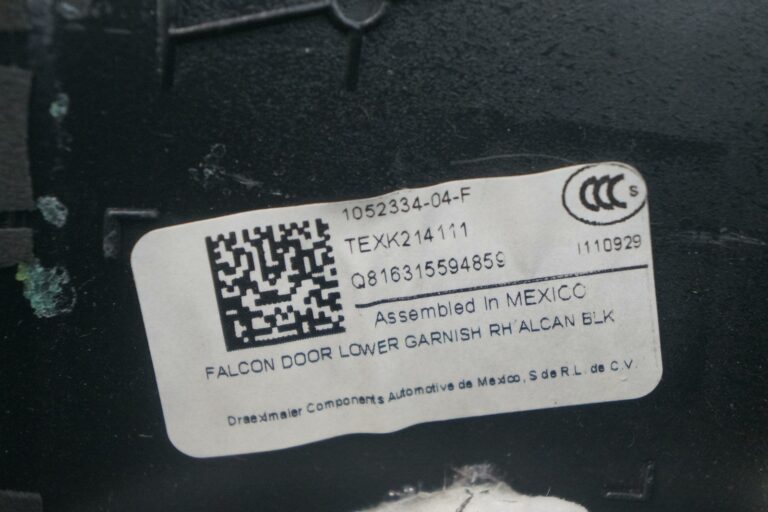 1052334-04-F
CCC S
TEXK214111
I110929
Q816315594859
Assembled in MEXICO
FALCON DOOR LOWER GARNISH RH ALCAN BLK
Draexlmaier Components Automotive de Mexico, S de R.L. de C.V.